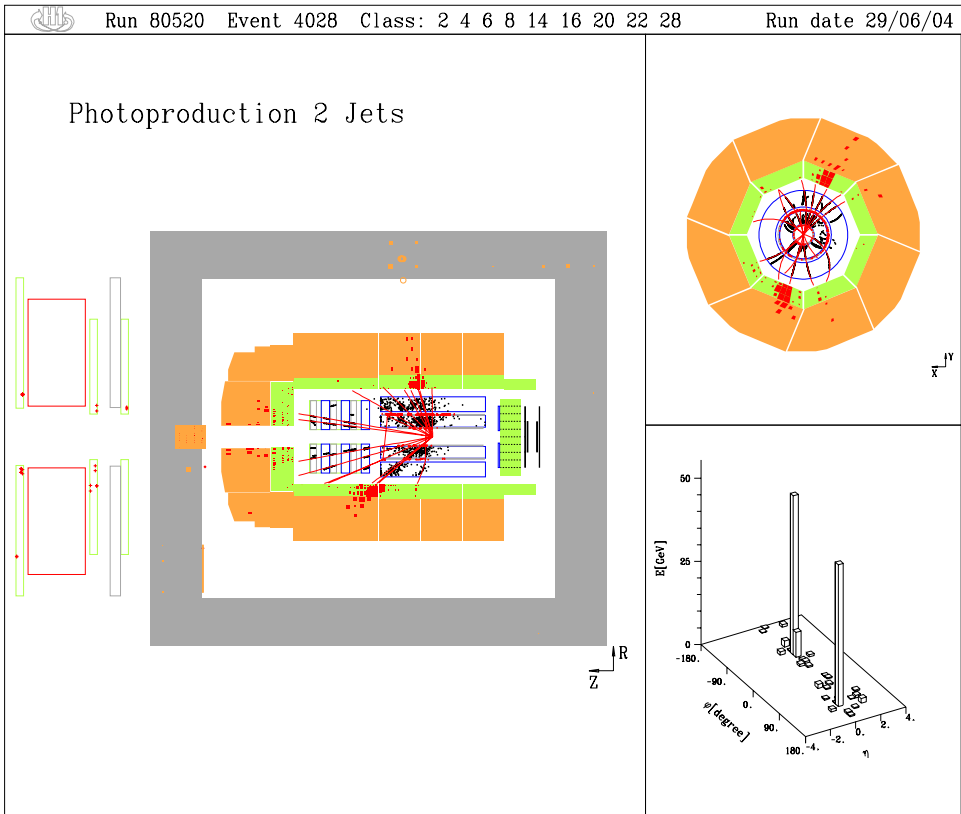 Run 80520 Event 4028 Class: 2 4 6 8 14 16 20 22 28 Run date 29/06/04
Photoproduction 2 Jets
Y
X
R
Z
50
25
0
E[GeV]
-180.
-90.
0.
90.
180.
φ[degree]
-4.
-2.
0.
2.
4.
η